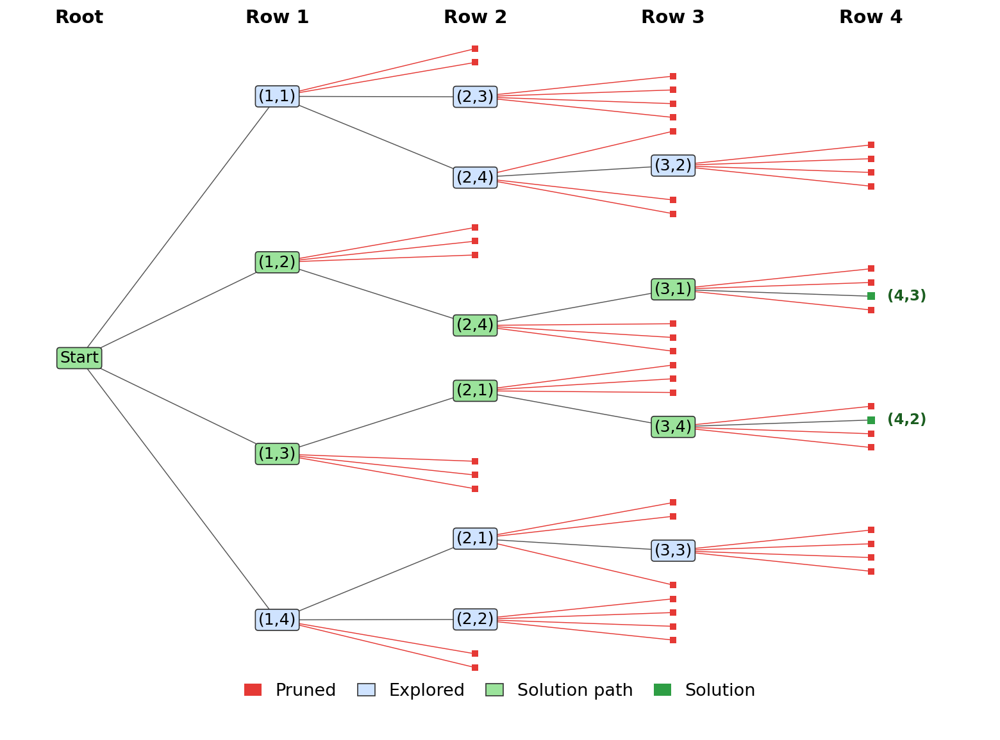 Root Row 1 Row 2 Row 3 Row 4
(1,1) (2,3)
(2,4) (3,2)
(1,2) (3,1) (4,3)
(2,4)
Start
(2,1)
(3,4) (4,2)
(1,3)
(2,1) (3,3)
(1,4) (2,2)
Pruned Explored Solution path Solution